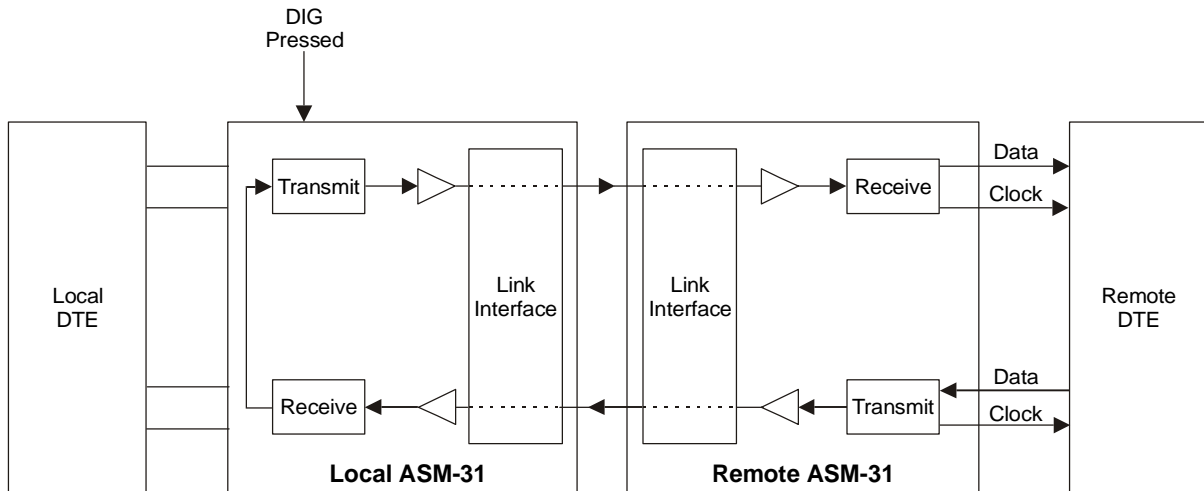 DIG
Pressed
Transmit
Receive
Data
Clock
Local
DTE
Link
Interface
Link
Interface
Remote
DTE
Receive
Transmit
Data
Clock
Local ASM-31
Remote ASM-31